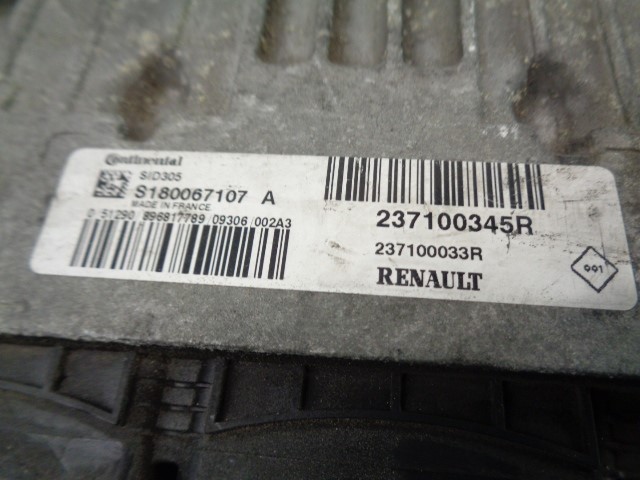 Continental
SID305
S180067107 A
MADE IN FRANCE
0 51290 896817789 09306 002A3
237100345R
237100033R
RENAULT
001